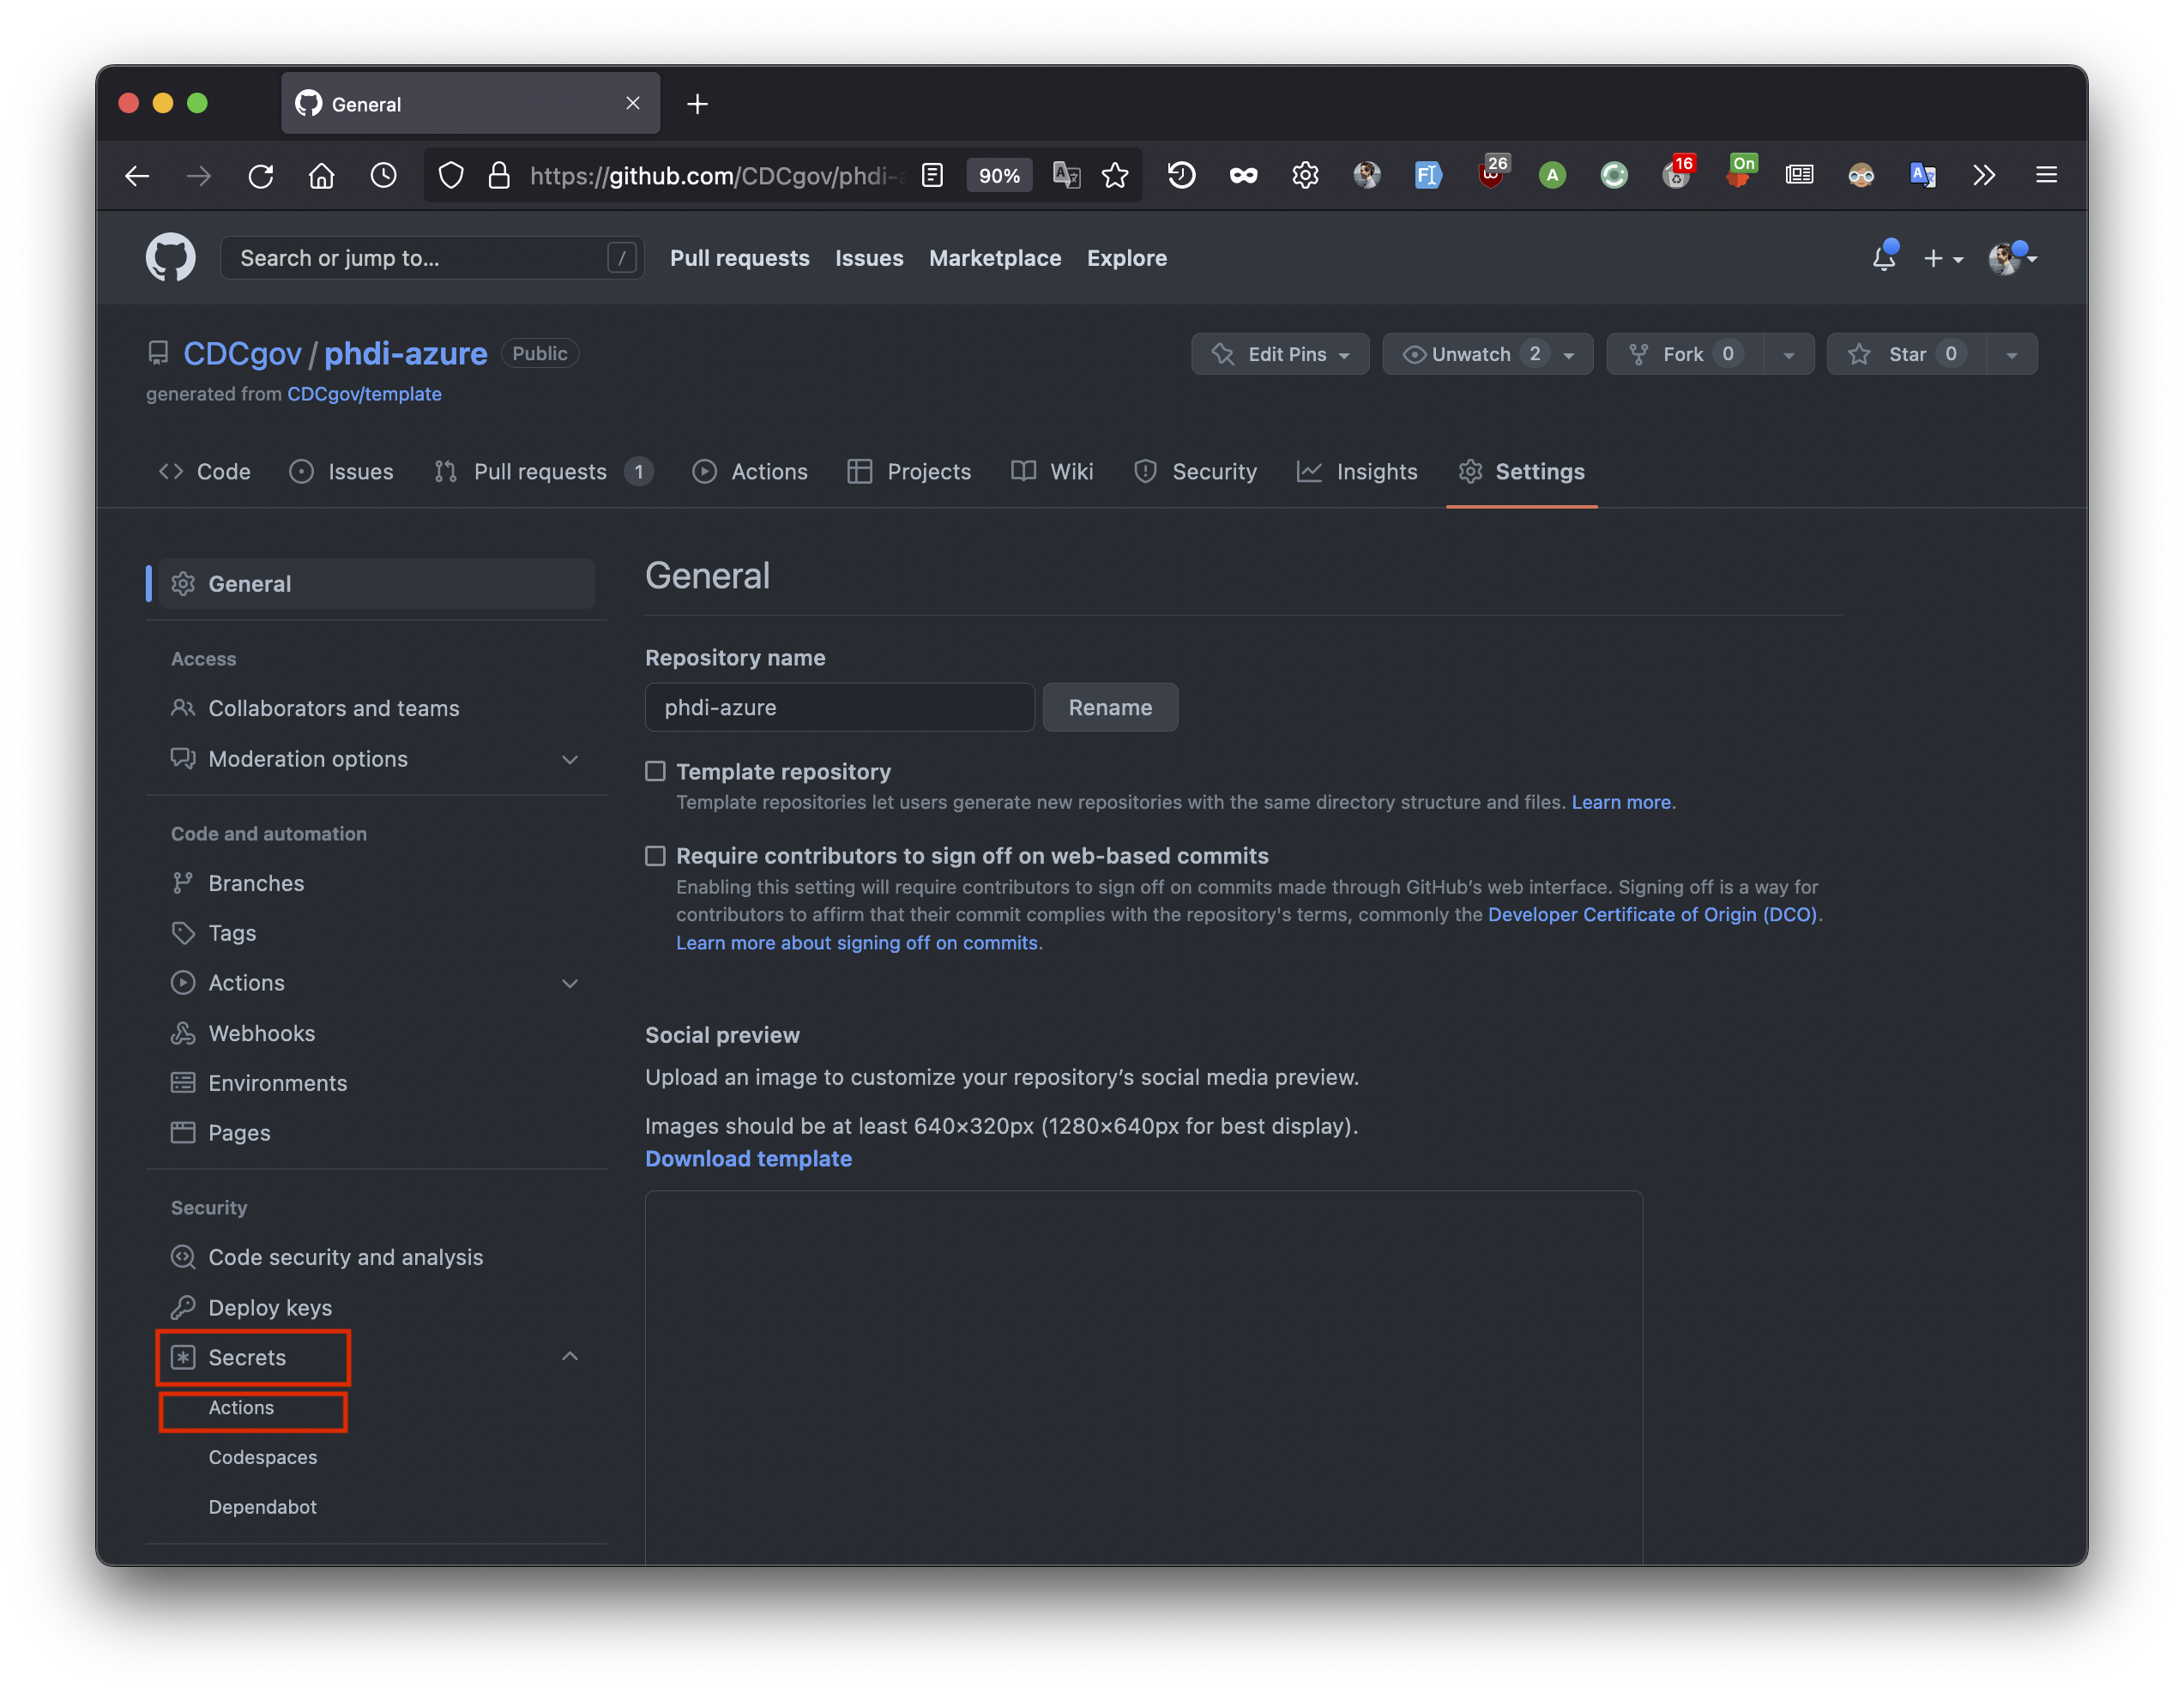 General
https://github.com/CDCgov/phdi-
90%
26
A
16
On
Search or jump to...
/
Pull requests
Issues
Marketplace
Explore
CDCgov / phdi-azure
Public
Edit Pins
Unwatch 2
Fork 0
Star 0
generated from CDCgov/template
Code
Issues
Pull requests 1
Actions
Projects
Wiki
Security
Insights
Settings
General
Access
Collaborators and teams
Moderation options
Code and automation
Branches
Tags
Actions
Webhooks
Environments
Pages
Security
Code security and analysis
Deploy keys
Secrets
Actions
Codespaces
Dependabot
General
Repository name
phdi-azure
Rename
Template repository
Template repositories let users generate new repositories with the same directory structure and files. Learn more.
Require contributors to sign off on web-based commits
Enabling this setting will require contributors to sign off on commits made through GitHub’s web interface. Signing off is a way for
contributors to affirm that their commit complies with the repository's terms, commonly the Developer Certificate of Origin (DCO).
Learn more about signing off on commits.
Social preview
Upload an image to customize your repository’s social media preview.
Images should be at least 640×320px (1280×640px for best display).
Download template